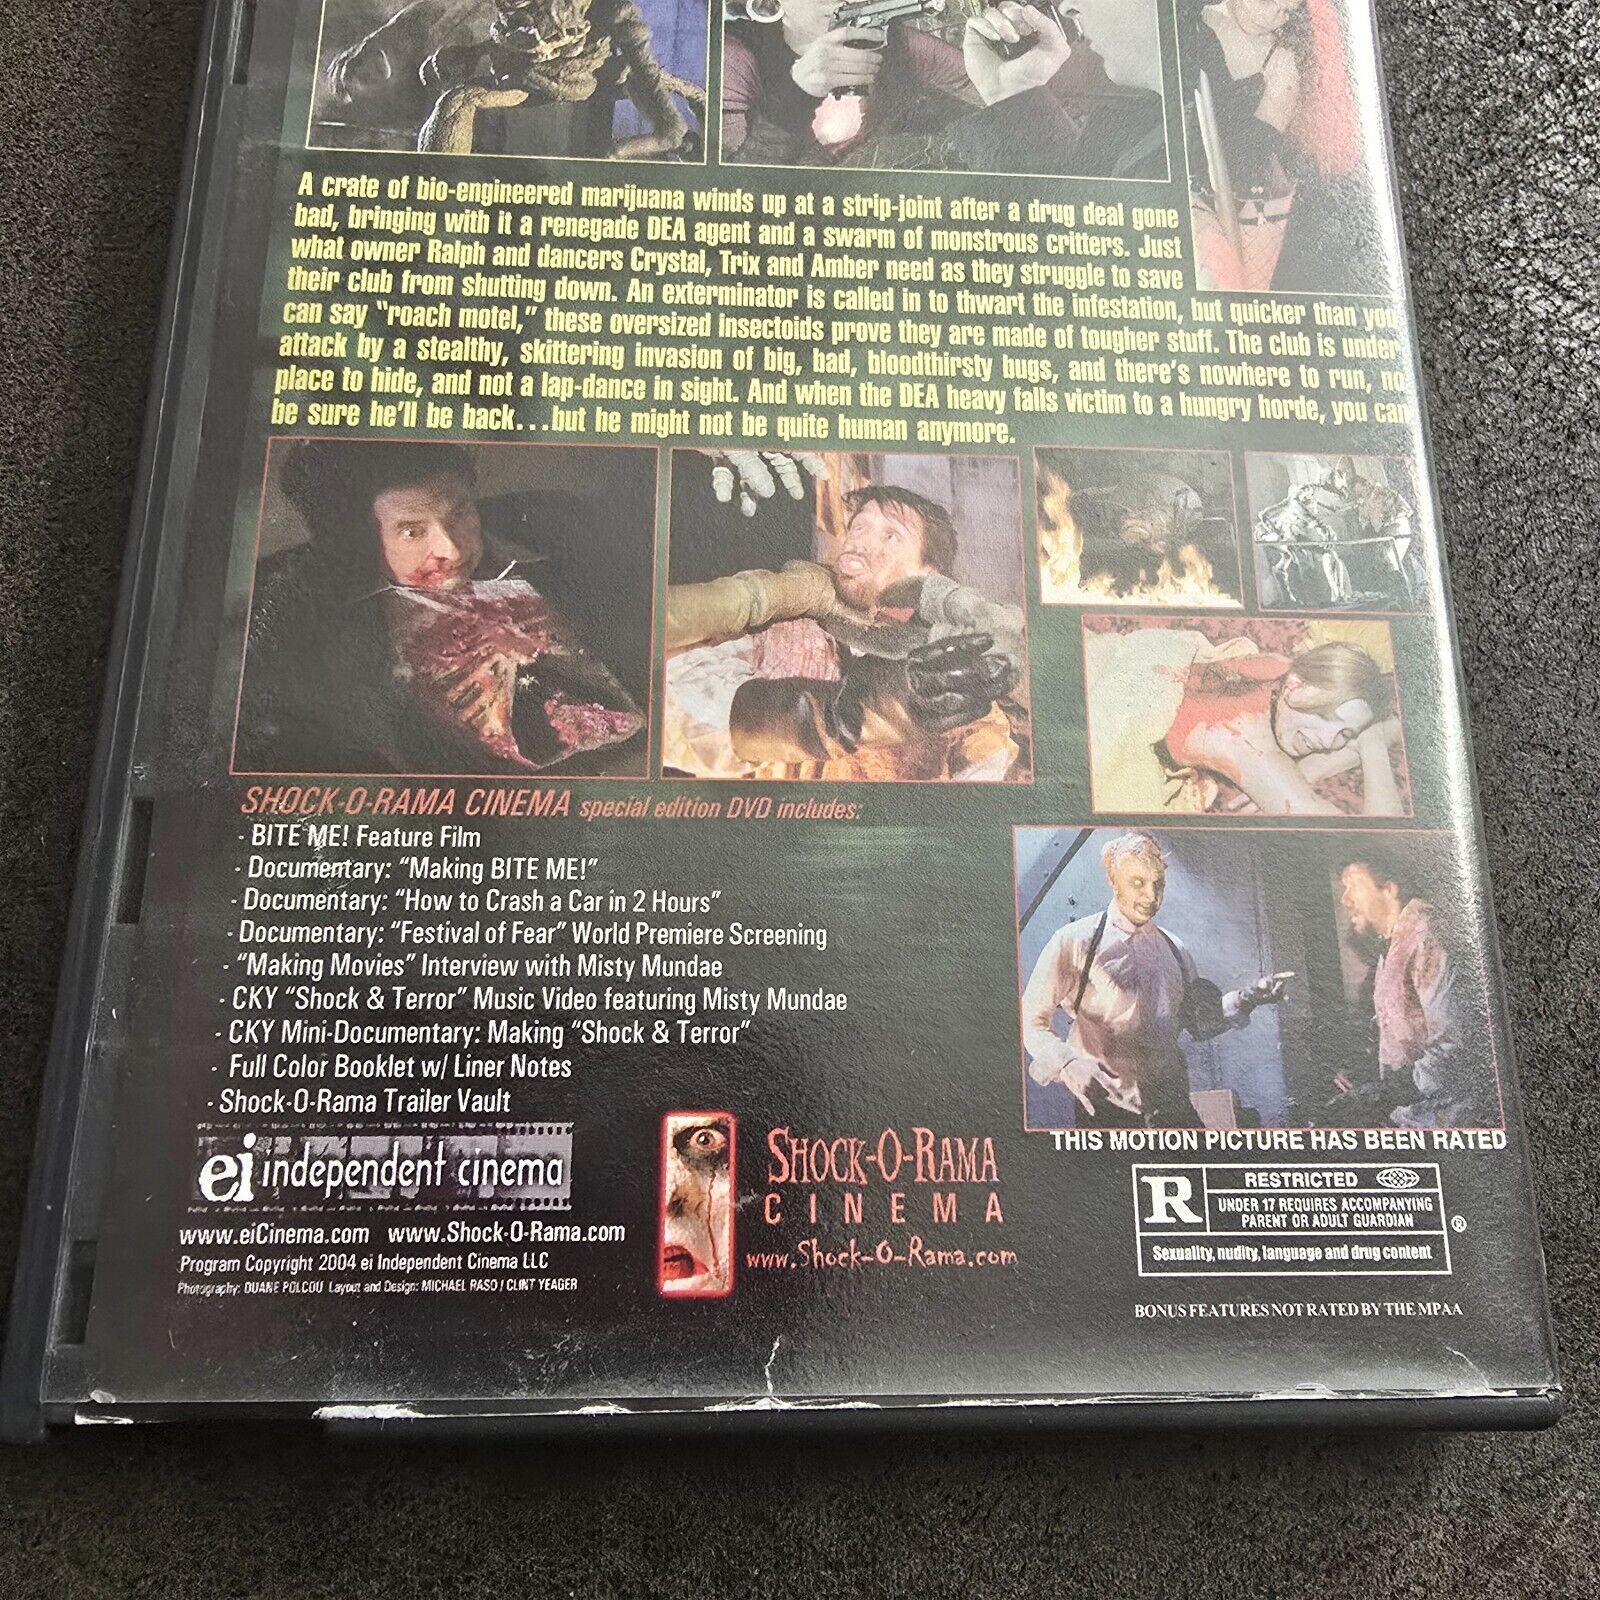 A crate of bio-engineered marijuana winds up at a strip-joint after a drug deal gone
bad, bringing with it a renegade DEA agent and a swarm of monstrous critters. Just
what owner Ralph and dancers Crystal, Trix and Amber need as they struggle to save
their club from shutting down. An exterminator is called in to thwart the infestation, but quicker than you
can say "roach motel," these oversized insectoids prove they are made of tougher stuff. The club is under
attack by a stealthy, skittering invasion of big, bad, bloodthirsty bugs, and there's nowhere to run, no
place to hide, and not a lap-dance in sight. And when the DEA heavy falls victim to a hungry horde, you can
be sure he'll be back...but he might not be quite human anymore.
SHOCK-O-RAMA CINEMA special edition DVD includes:
· BITE ME! Feature Film
· Documentary: "Making BITE ME!"
· Documentary: "How to Crash a Car in 2 Hours"
· Documentary: "Festival of Fear" World Premiere Screening
· "Making Movies" Interview with Misty Mundae
· CKY "Shock & Terror" Music Video featuring Misty Mundae
· CKY Mini-Documentary: Making "Shock & Terror"
· Full Color Booklet w/ Liner Notes
· Shock-O-Rama Trailer Vault
ei independent cinema
www.eiCinema.com www.Shock-O-Rama.com
Program Copyright 2004 ei Independent Cinema LLC
Photography: DUANE POLCOU Layout and Design: MICHAEL RASO / CLINT YEAGER
SHOCK-O-RAMA
CINEMA
www.Shock-O-Rama.com
THIS MOTION PICTURE HAS BEEN RATED
R RESTRICTED
UNDER 17 REQUIRES ACCOMPANYING
PARENT OR ADULT GUARDIAN
®
Sexuality, nudity, language and drug content
BONUS FEATURES NOT RATED BY THE MPAA